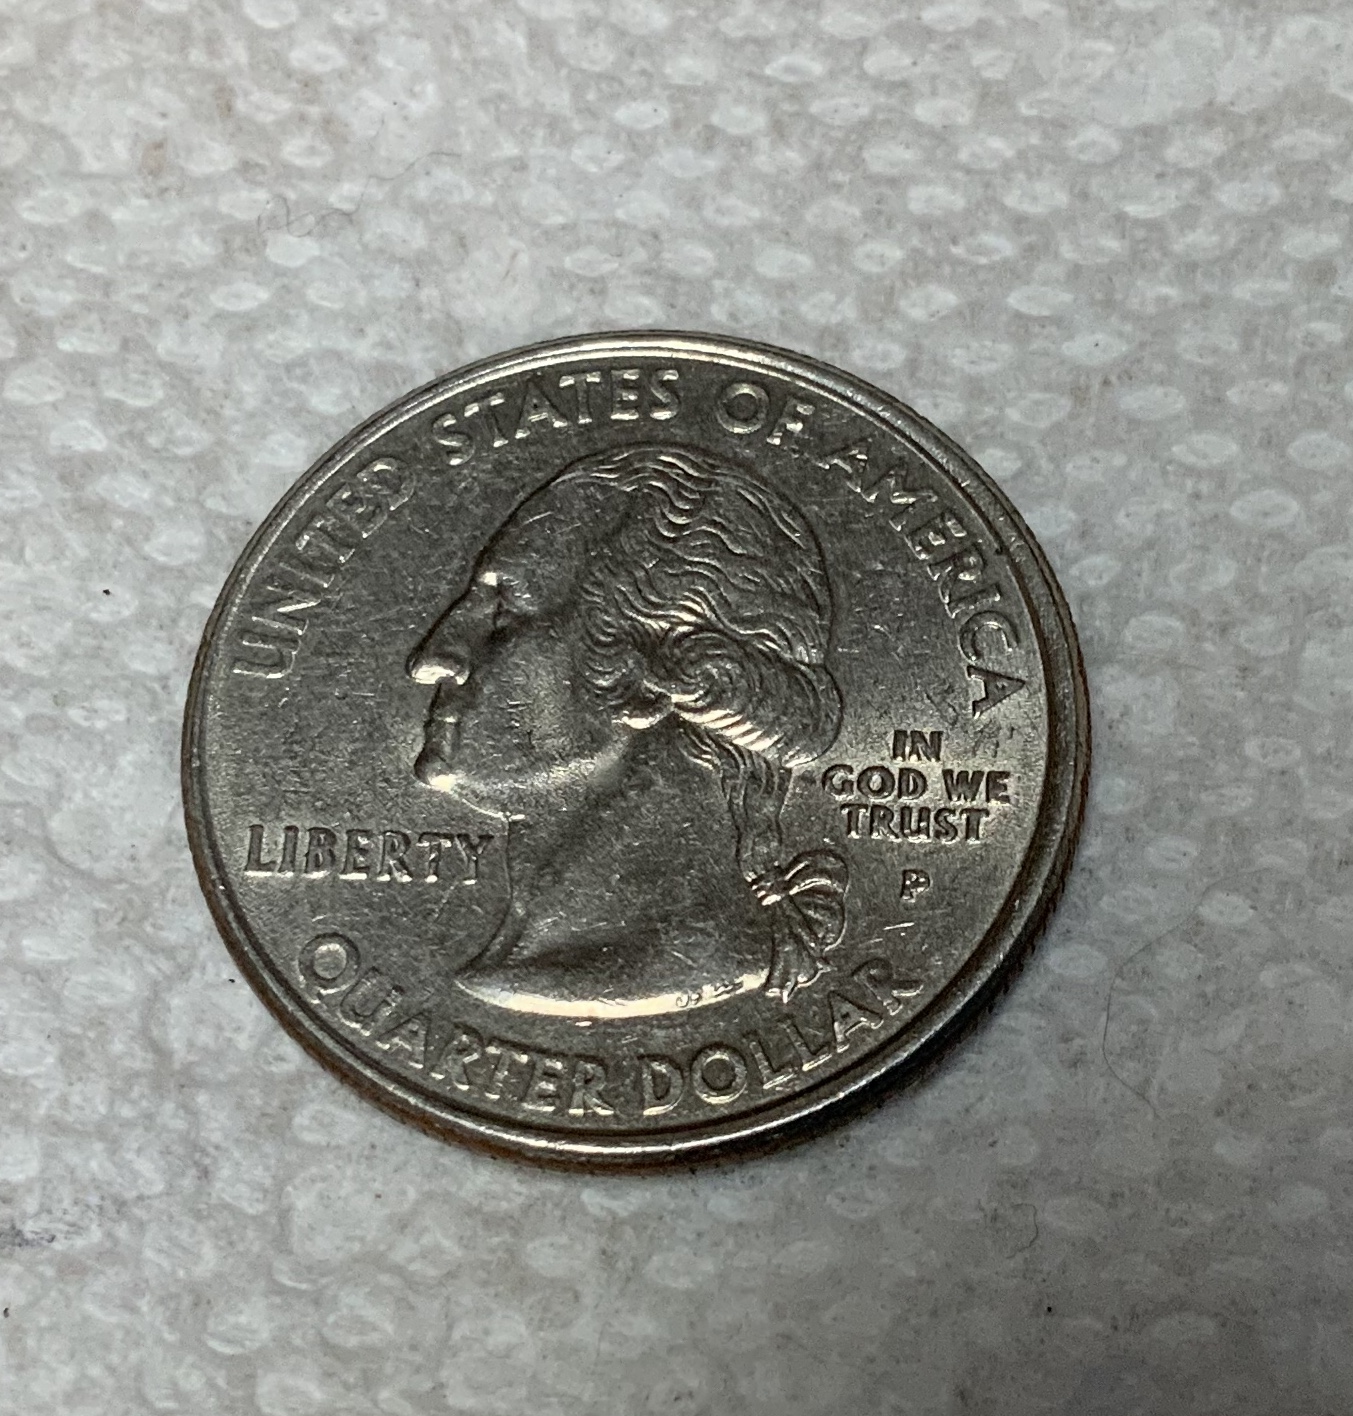 UNITED STATES OF AMERICA
LIBERTY
IN
GOD WE
TRUST
P
QUARTER DOLLAR